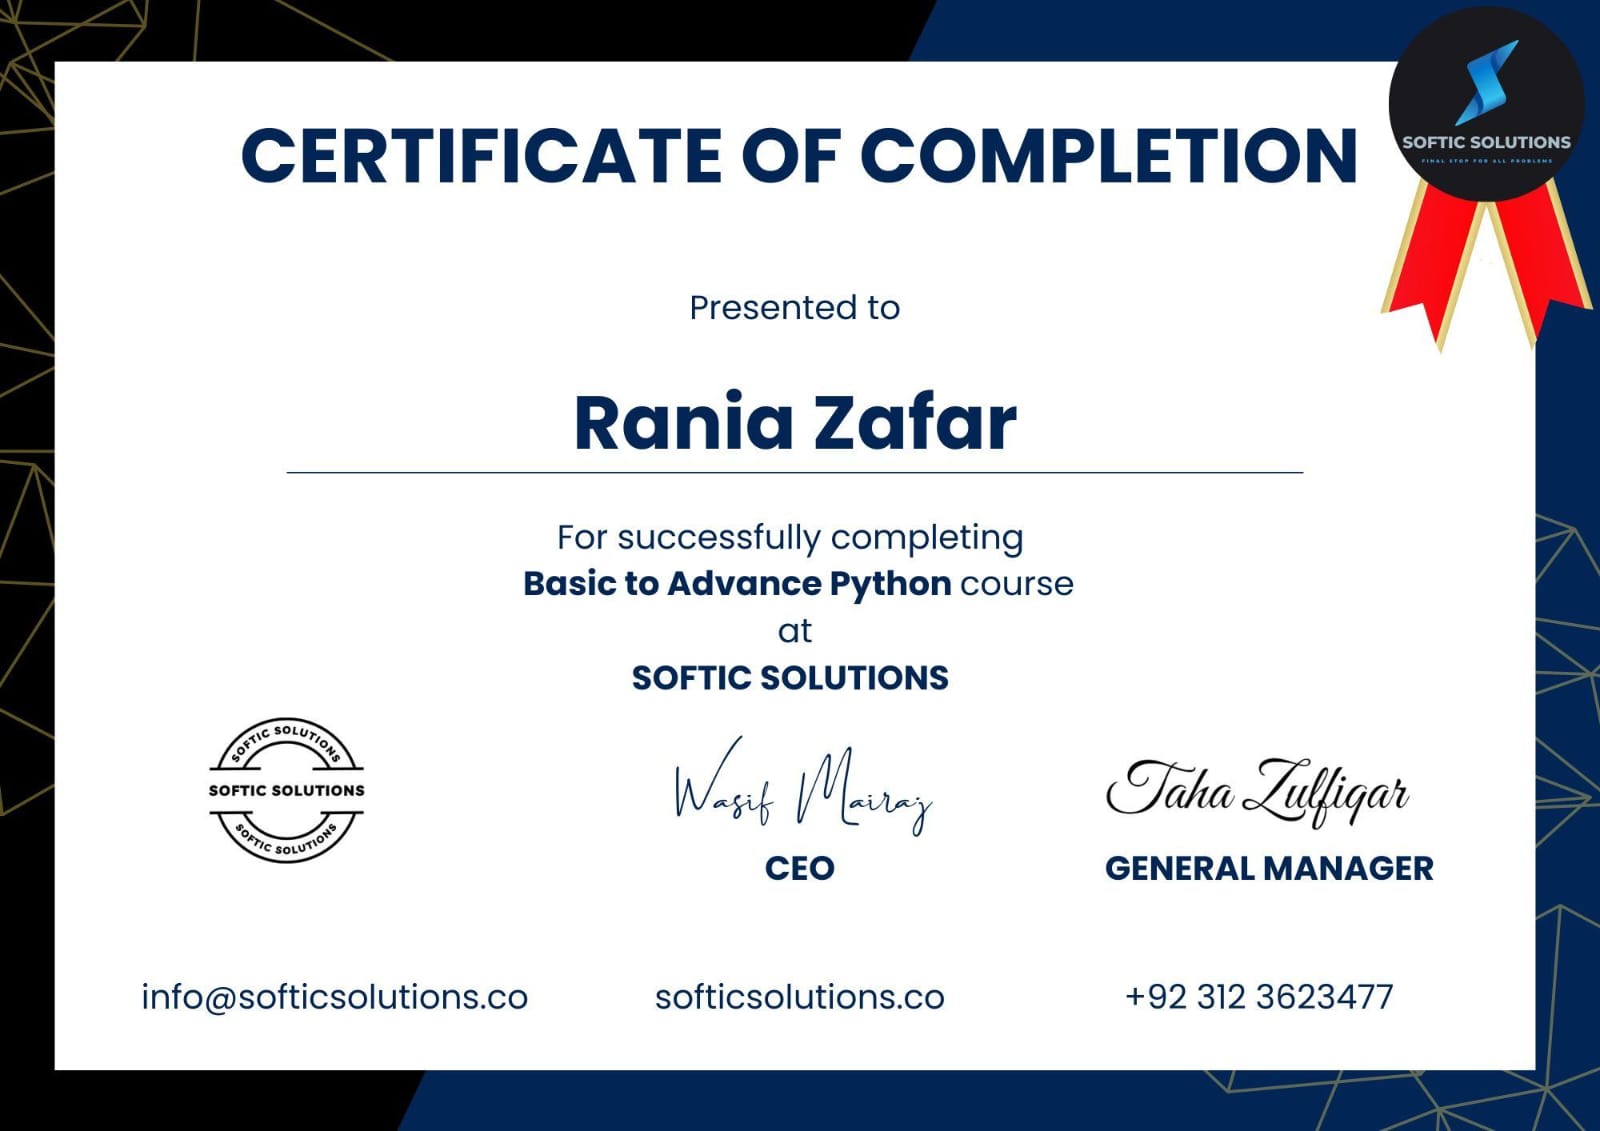 CERTIFICATE OF COMPLETION
SOFTIC SOLUTIONS
FINAL STOP FOR ALL PROBLEMS
Presented to
Rania Zafar
For successfully completing
Basic to Advance Python course
at
SOFTIC SOLUTIONS
SOFTIC SOLUTIONS
SOFTIC SOLUTIONS
SOFTIC SOLUTIONS
Wasif Mairaj
CEO
Taha Zulfiqar
GENERAL MANAGER
info@softicsolutions.co
softicsolutions.co
+92 312 3623477